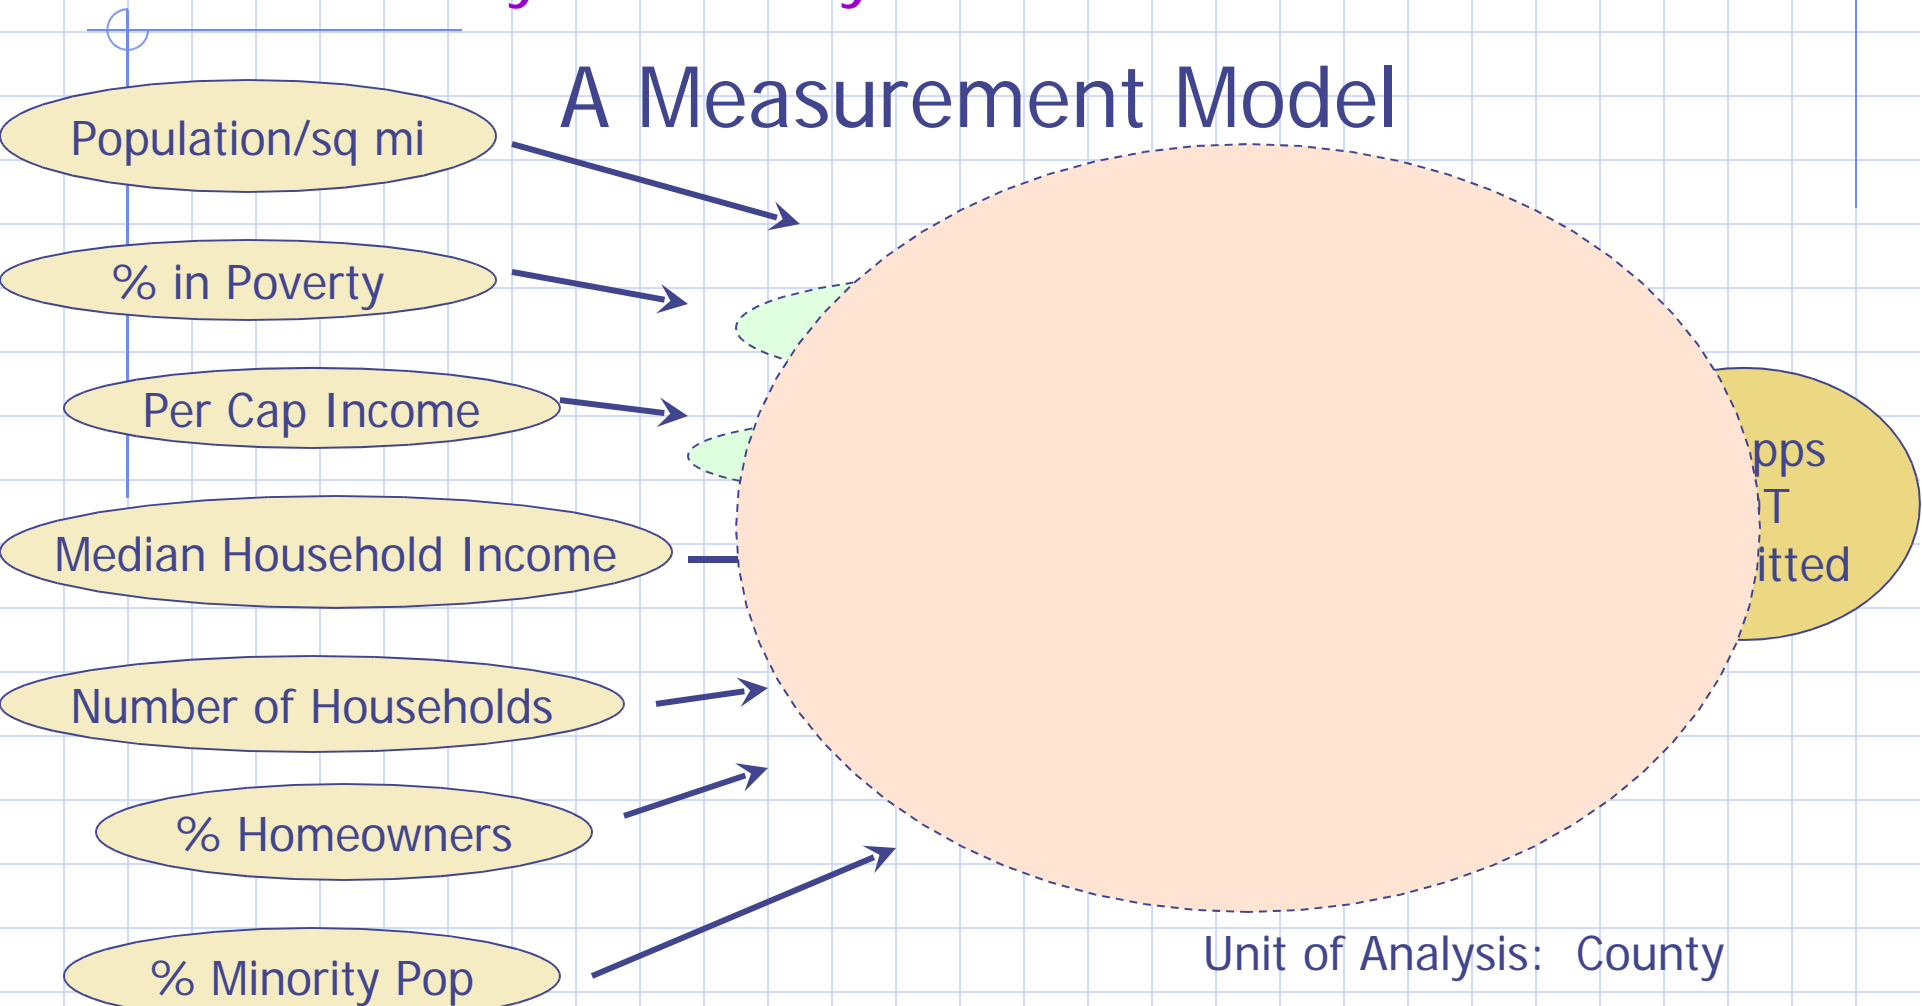 A Measurement Model
Population/sq mi
% in Poverty
Per Cap Income
Median Household Income
Number of Households
% Homeowners
% Minority Pop
pps
T
itted
Unit of Analysis: County